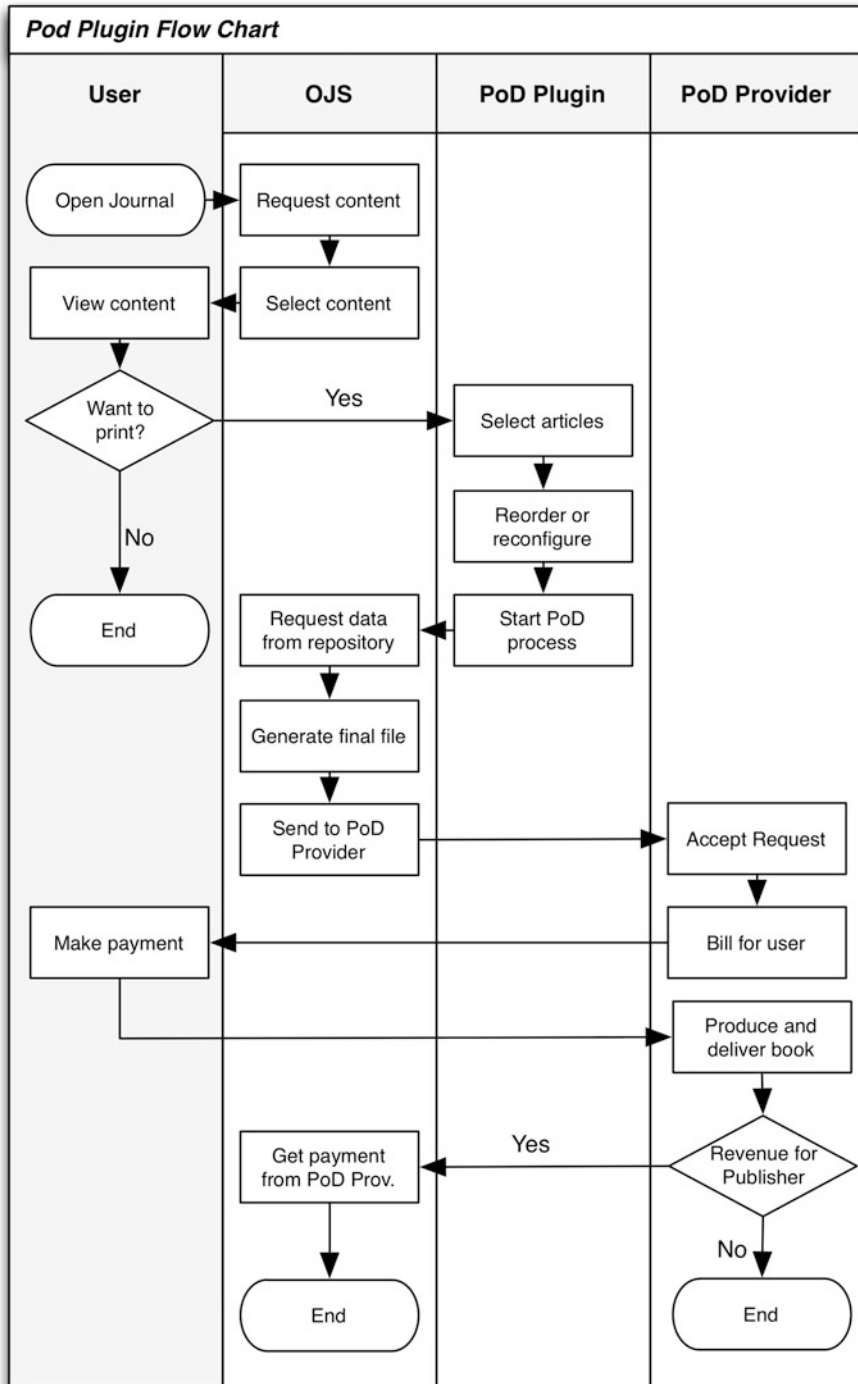 Pod Plugin Flow Chart
User
OJS
PoD Plugin
PoD Provider
Open Journal
Request content
View content
Select content
Want to
print?
Yes
Select articles
No
Reorder or
reconfigure
End
Request data
from repository
Start PoD
process
Generate final file
Send to PoD
Provider
Accept Request
Make payment
Bill for user
Produce and
deliver book
Get payment
from PoD Prov.
Yes
Revenue for
Publisher
No
End
End